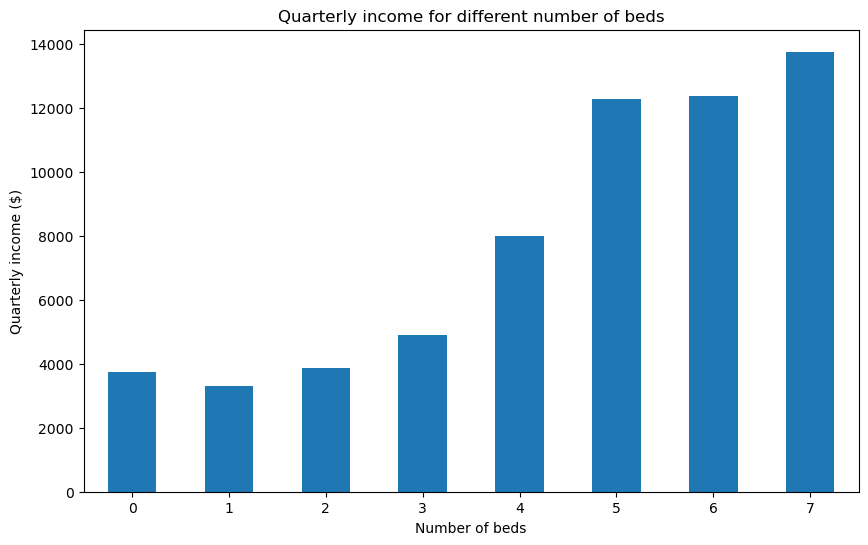 Quarterly income for different number of beds
Quarterly income ($)
14000
12000
10000
8000
6000
4000
2000
0
0 1 2 3 4 5 6 7
Number of beds